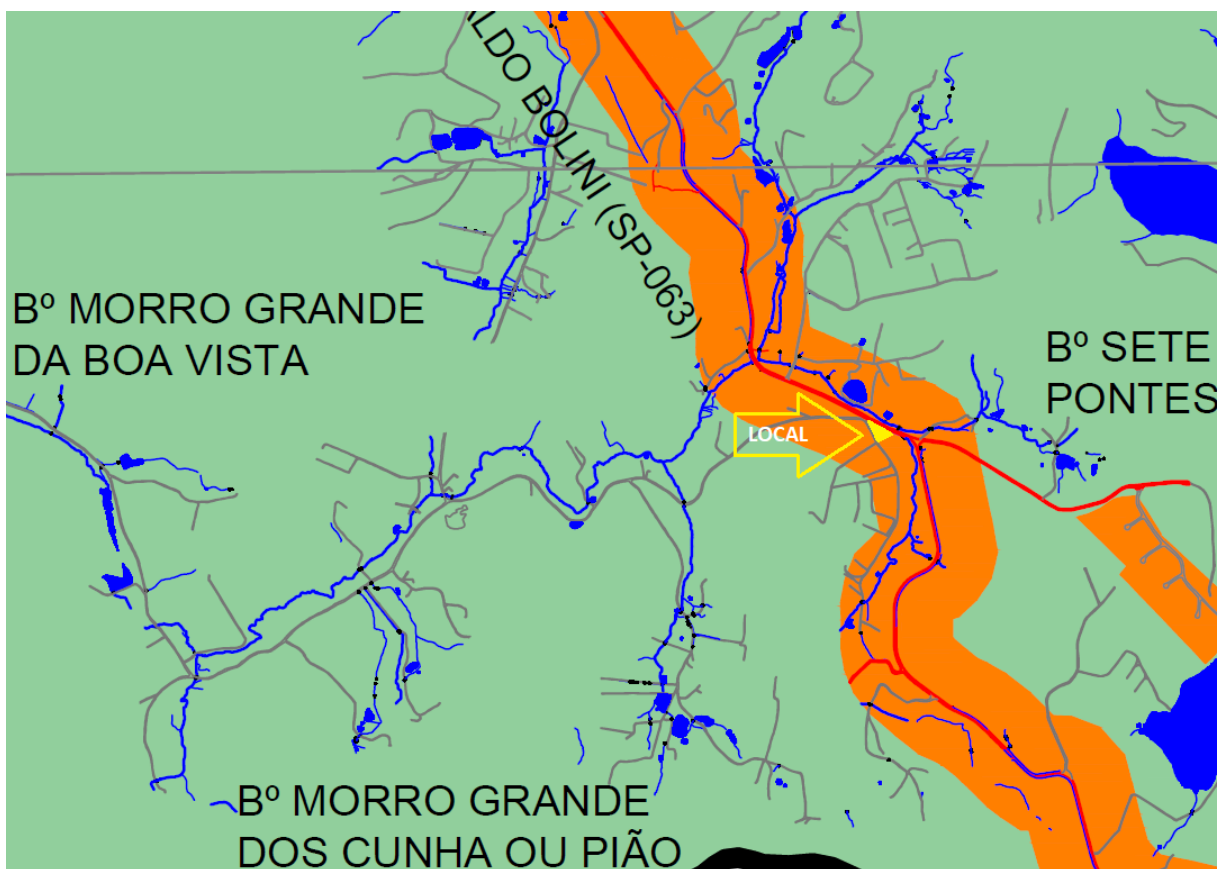 ALDO BOLINI (SP-063)
Bº MORRO GRANDE
DA BOA VISTA
Bº SETE
PONTES
LOCAL
Bº MORRO GRANDE
DOS CUNHA OU PIÃO